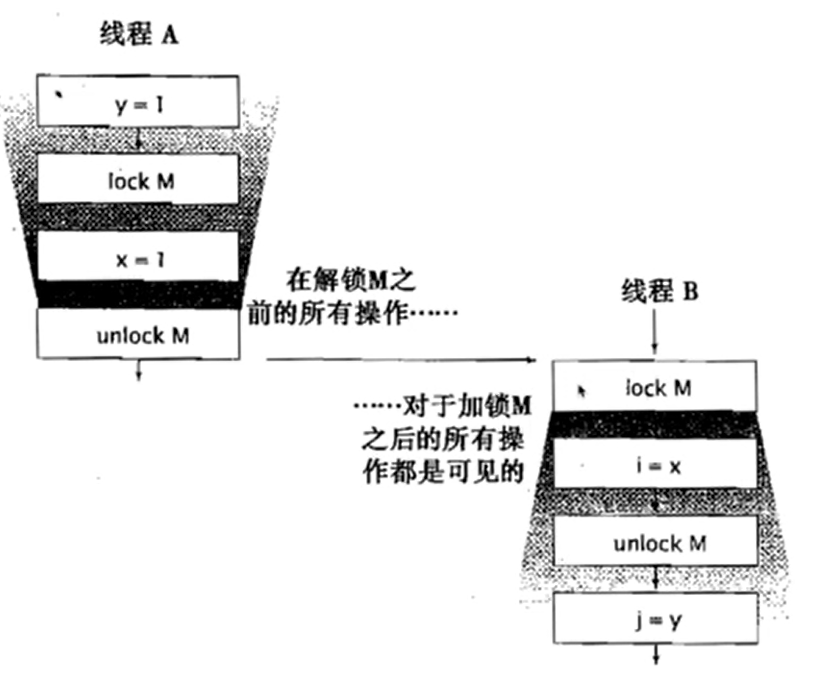 线程 A
y = 1
lock M
x = 1
unlock M
在解锁M之
前的所有操作……
线程 B
lock M
……对于加锁M
之后的所有操
作都是可见的
i = x
unlock M
j = y